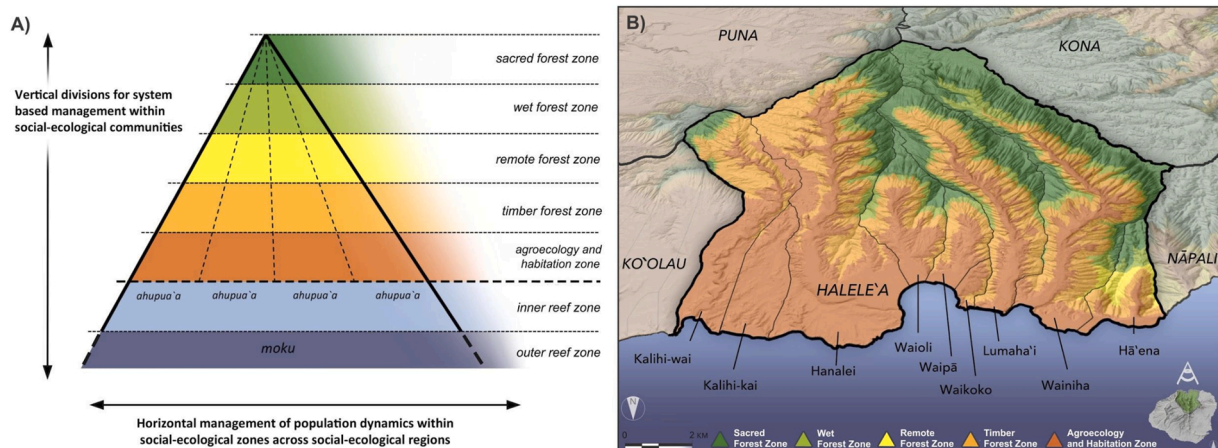 A)
Vertical divisions for system
based management within
social-ecological communities
sacred forest zone
wet forest zone
remote forest zone
timber forest zone
agroecology and
habitation zone
ahupua`a ahupua`a ahupua`a ahupua`a
inner reef zone
moku
outer reef zone
Horizontal management of population dynamics within
social-ecological zones across social-ecological regions
B)
PUNA
KONA
KO`OLAU
NĀPALI
HALELE`A
Kalihi-wai
Kalihi-kai
Hanalei
Waioli
Waipā
Waikoko
Lumaha`i
Wainiha
Hā`ena
N
0 2 KM
Sacred
Forest Zone
Wet
Forest Zone
Remote
Forest Zone
Timber
Forest Zone
Agroecology and
Habitation Zone